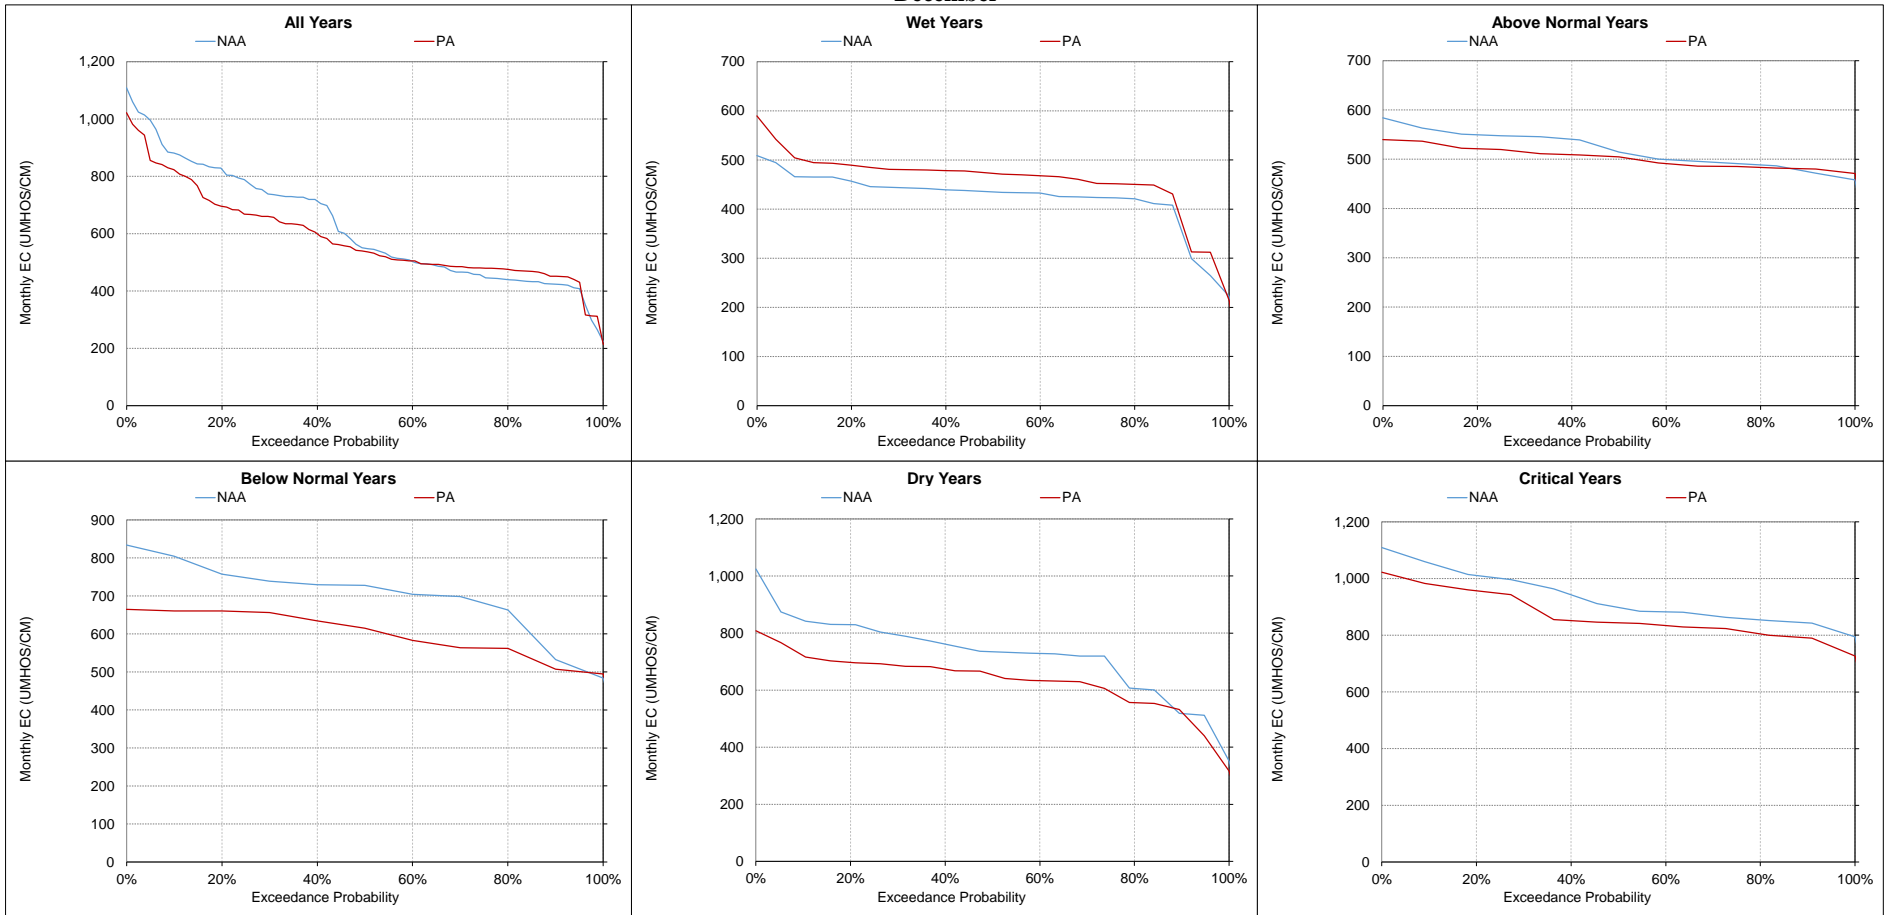 December
All Years
NAA PA
1,200
1,000
800
600
400
200
0
0% 20% 40% 60% 80% 100%
Monthly EC (UMHOS/CM)
Exceedance Probability
Wet Years
NAA PA
700
600
500
400
300
200
100
0
0% 20% 40% 60% 80% 100%
Monthly EC (UMHOS/CM)
Exceedance Probability
Above Normal Years
NAA PA
700
600
500
400
300
200
100
0
0% 20% 40% 60% 80% 100%
Monthly EC (UMHOS/CM)
Exceedance Probability
Below Normal Years
NAA PA
900
800
700
600
500
400
300
200
100
0
0% 20% 40% 60% 80% 100%
Monthly EC (UMHOS/CM)
Exceedance Probability
Dry Years
NAA PA
1,200
1,000
800
600
400
200
0
0% 20% 40% 60% 80% 100%
Monthly EC (UMHOS/CM)
Exceedance Probability
Critical Years
NAA PA
1,200
1,000
800
600
400
200
0
0% 20% 40% 60% 80% 100%
Monthly EC (UMHOS/CM)
Exceedance Probability